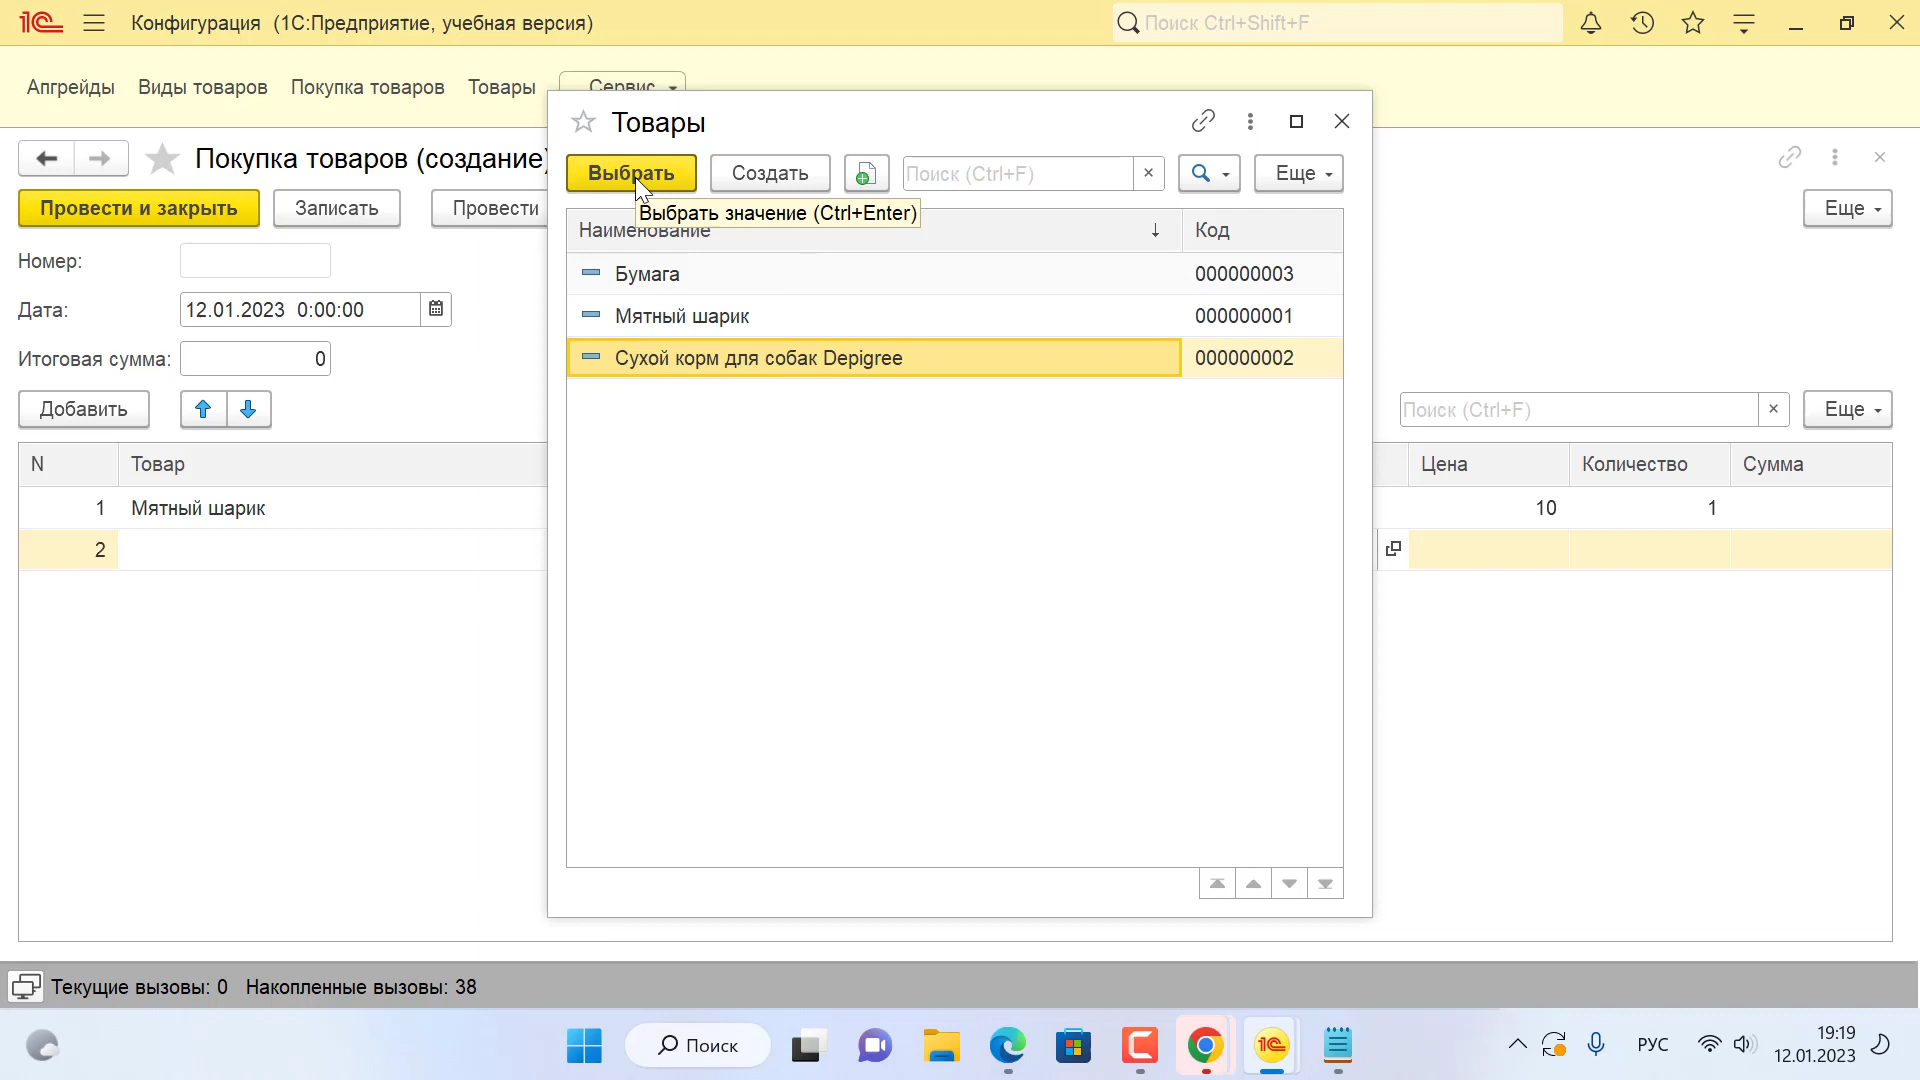 Конфигурация (1С:Предприятие, учебная версия)
Поиск Ctrl+Shift+F
Апгрейды Виды товаров Покупка товаров Товары Сервис
Покупка товаров (создание)
Провести и закрыть Записать Провести Еще
Номер:
Дата: 12.01.2023 0:00:00
Итоговая сумма: 0
Добавить Поиск (Ctrl+F) × Еще
N Товар Цена Количество Сумма
1 Мятный шарик 10 1
2
Товары
Выбрать Создать Поиск (Ctrl+F) × Еще
Выбрать значение (Ctrl+Enter)
Наименование Код
Бумага 000000003
Мятный шарик 000000001
Сухой корм для собак Depigree 000000002
Текущие вызовы: 0 Накопленные вызовы: 38
Поиск
РУС
19:19
12.01.2023